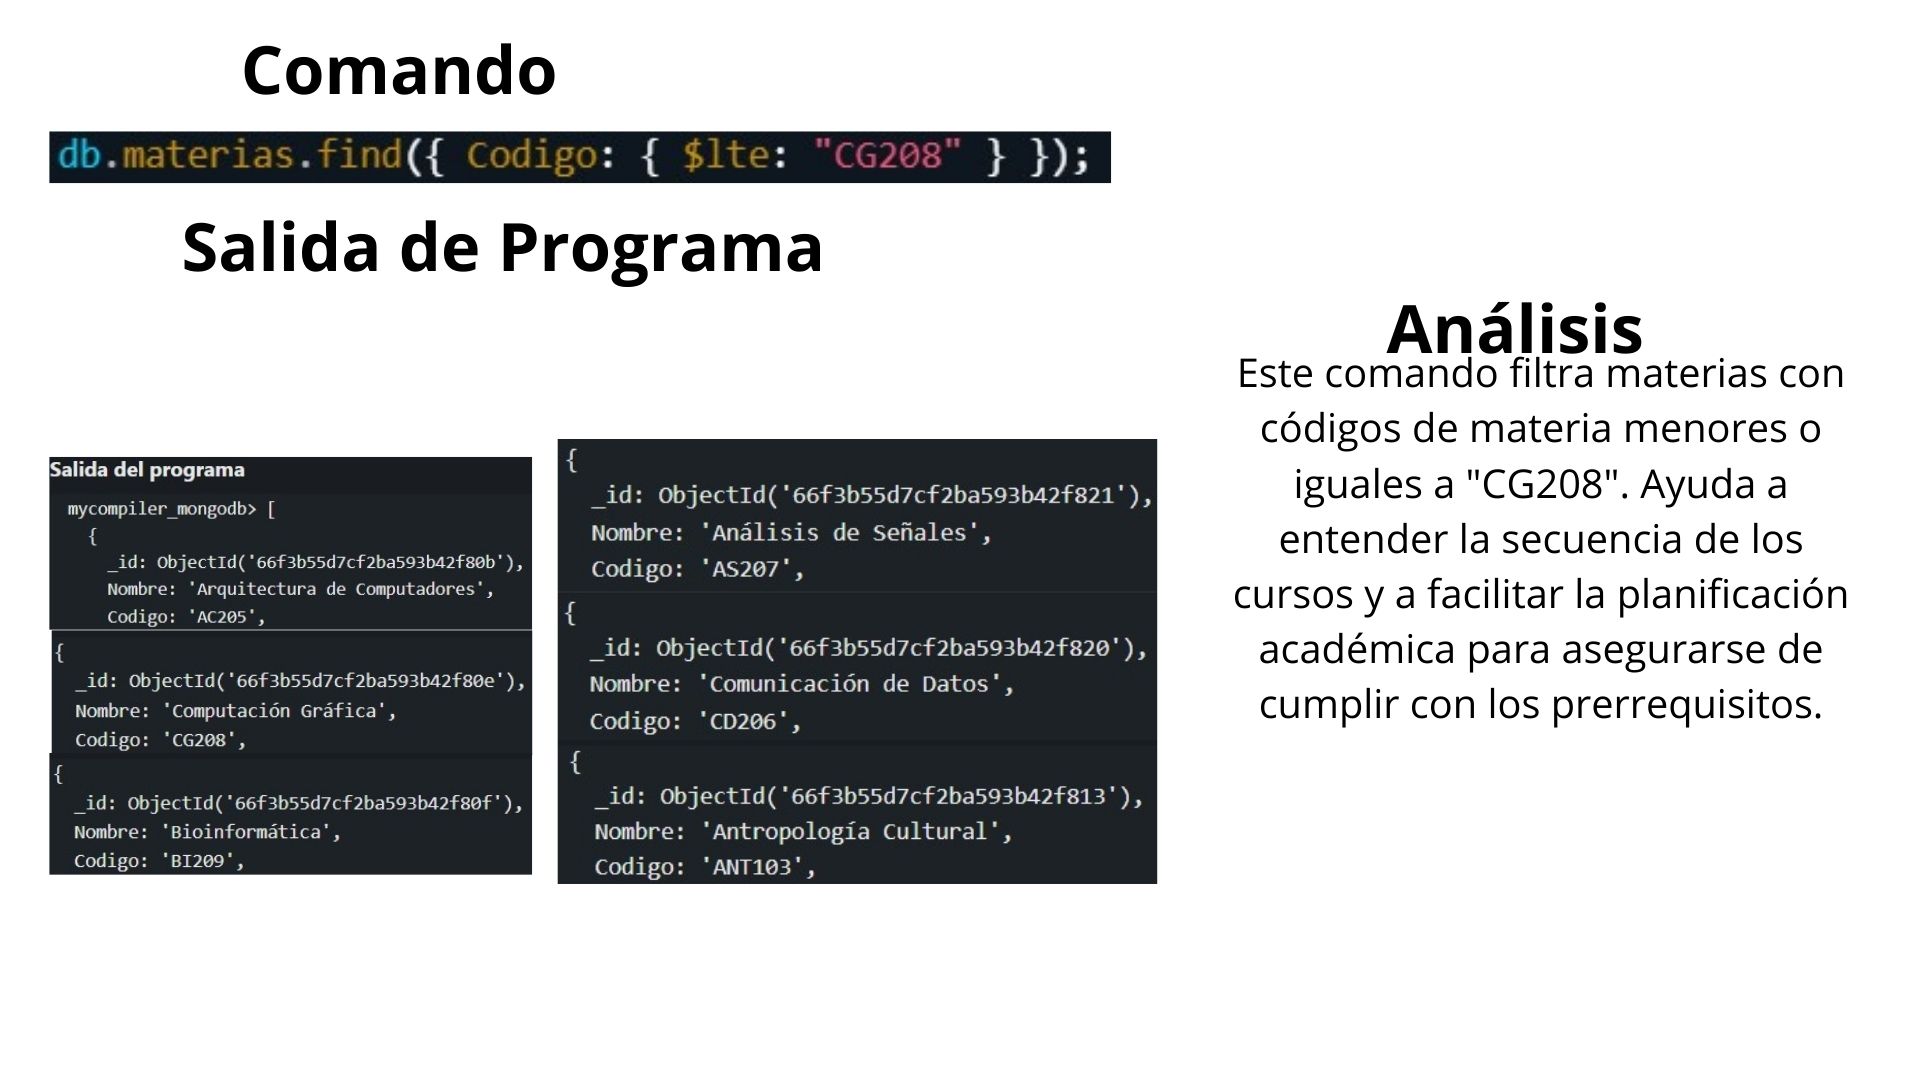 Comando
db.materias.find({ Codigo: { $lte: "CG208" } });
Salida de Programa
Salida del programa
mycompiler_mongodb> [
{
_id: ObjectId('66f3b55d7cf2ba593b42f80b'),
Nombre: 'Arquitectura de Computadores',
Codigo: 'AC205',
{
_id: ObjectId('66f3b55d7cf2ba593b42f80e'),
Nombre: 'Computación Gráfica',
Codigo: 'CG208',
{
_id: ObjectId('66f3b55d7cf2ba593b42f80f'),
Nombre: 'Bioinformática',
Codigo: 'BI209',
{
_id: ObjectId('66f3b55d7cf2ba593b42f821'),
Nombre: 'Análisis de Señales',
Codigo: 'AS207',
{
_id: ObjectId('66f3b55d7cf2ba593b42f820'),
Nombre: 'Comunicación de Datos',
Codigo: 'CD206',
{
_id: ObjectId('66f3b55d7cf2ba593b42f813'),
Nombre: 'Antropología Cultural',
Codigo: 'ANT103',
Análisis
Este comando filtra materias con
códigos de materia menores o
iguales a "CG208". Ayuda a
entender la secuencia de los
cursos y a facilitar la planificación
académica para asegurarse de
cumplir con los prerrequisitos.